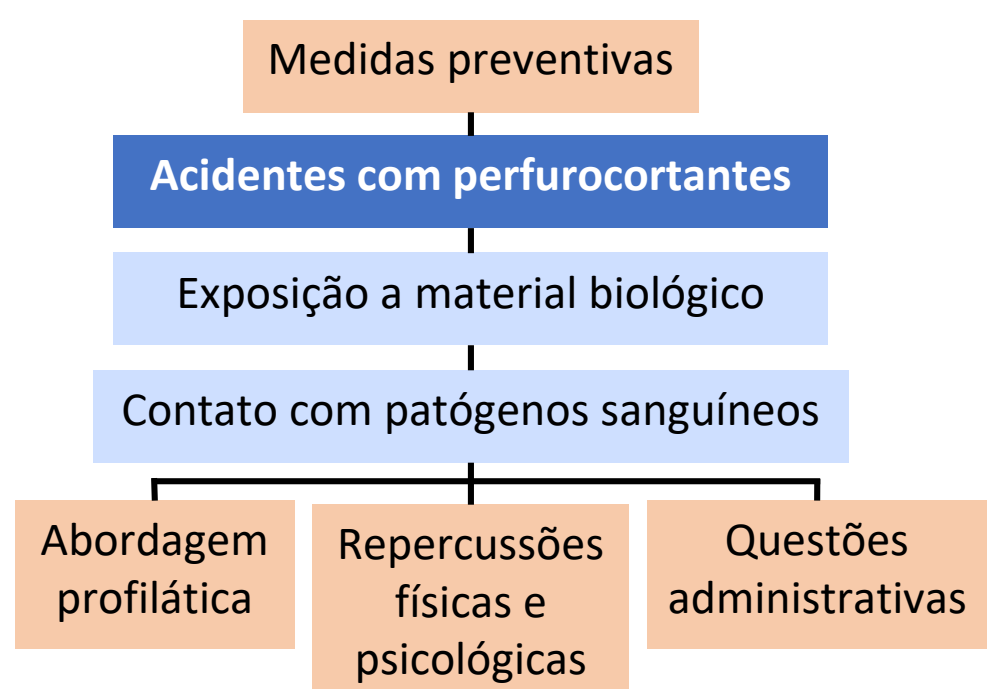 Medidas preventivas
Acidentes com perfurocortantes
Exposição a material biológico
Contato com patógenos sanguíneos
Abordagem
profilática
Repercussões
físicas e
psicológicas
Questões
administrativas